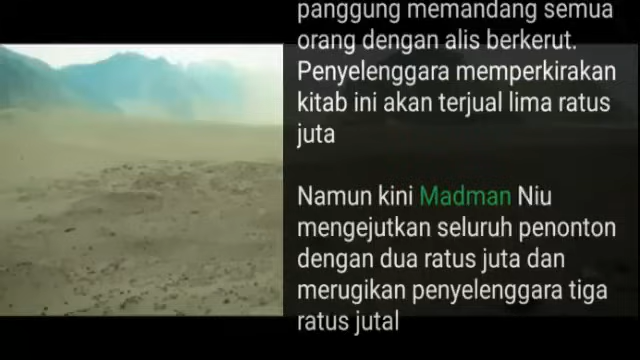 panggung memandang semua
orang dengan alis berkerut.
Penyelenggara memperkirakan
kitab ini akan terjual lima ratus
juta
Namun kini Madman Niu
mengejutkan seluruh penonton
dengan dua ratus juta dan
merugikan penyelenggara tiga
ratus jutal